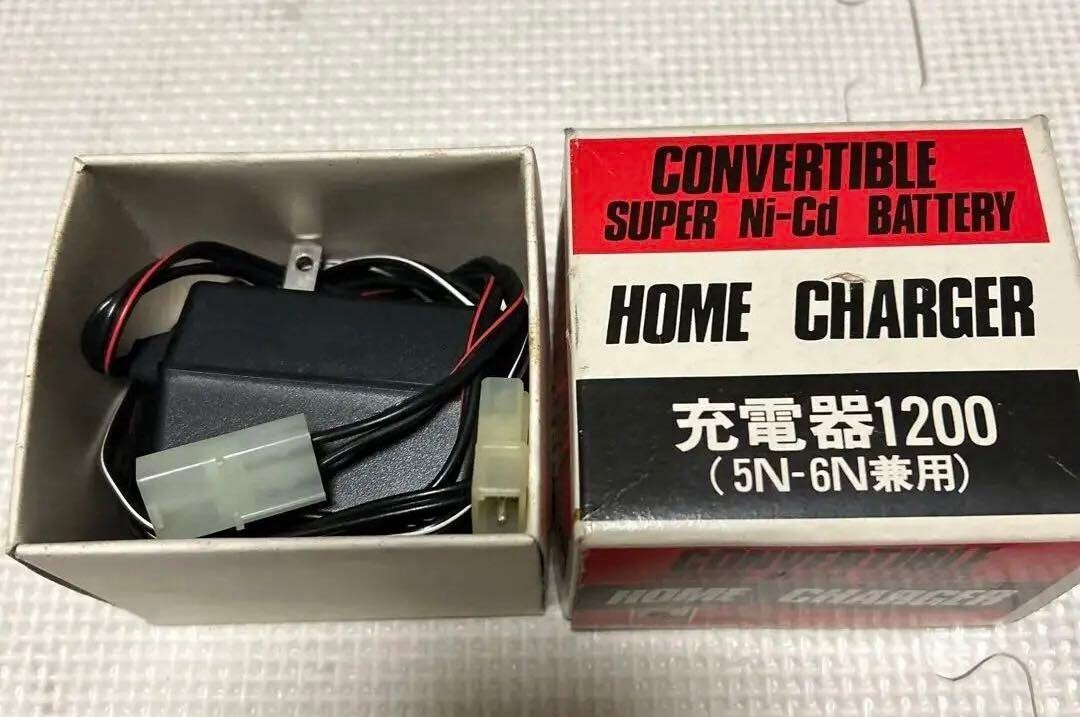 CONVERTIBLE
SUPER Ni-Cd BATTERY
HOME CHARGER
充電器1200
(5N-6N兼用)
CONVERTIBLE
HOME CHARGER